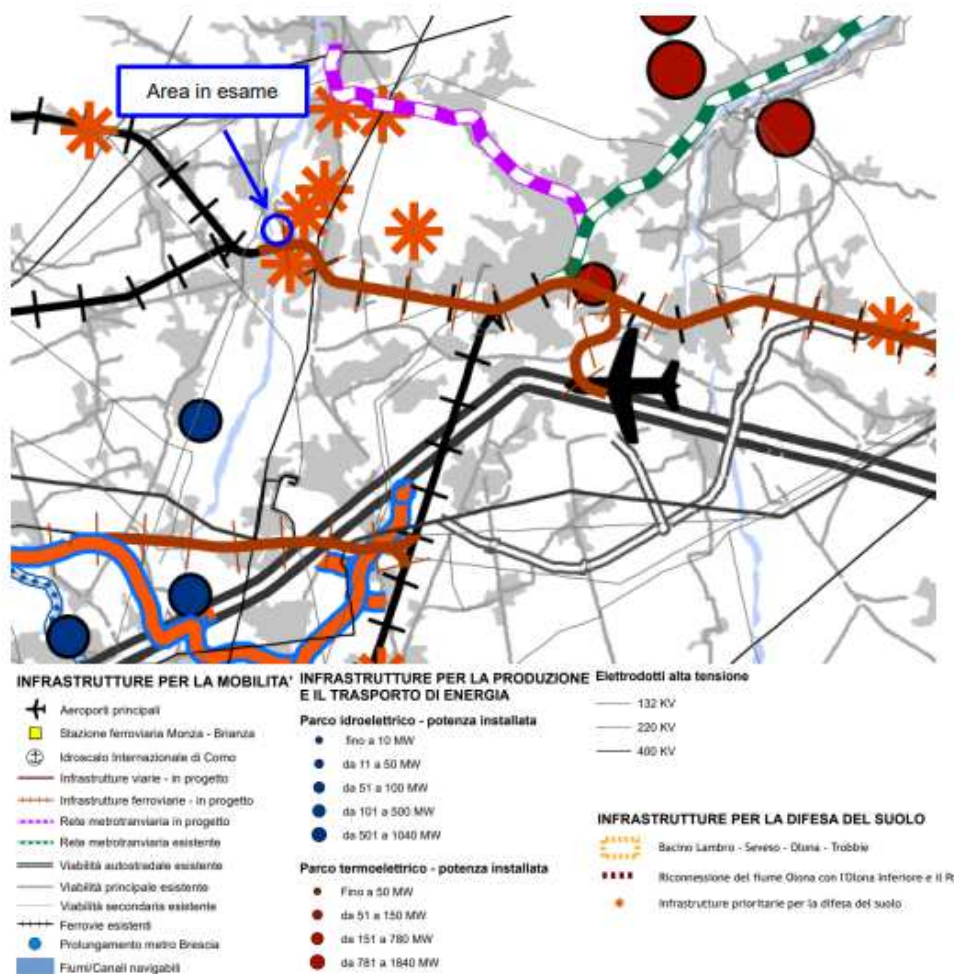 Area in esame
INFRASTRUTTURE PER LA MOBILITA'
Aeroporti principali
Stazione ferroviaria Monza - Brianza
Idroscalo Internazionale di Como
Infrastrutture viarie - in progetto
Infrastrutture ferroviarie - in progetto
Rete metrotranviaria in progetto
Rete metrotranviaria esistente
Viabilità autostradale esistente
Viabilità principale esistente
Viabilità secondaria esistente
Ferrovie esistenti
Prolungamento metro Brescia
Fiumi/Canali navigabili
INFRASTRUTTURE PER LA PRODUZIONE
E IL TRASPORTO DI ENERGIA
Parco idroelettrico - potenza installata
fino a 10 MW
da 11 a 50 MW
da 51 a 100 MW
da 101 a 500 MW
da 501 a 1040 MW
Parco termoelettrico - potenza installata
Fino a 50 MW
da 51 a 150 MW
da 151 a 780 MW
da 781 a 1840 MW
Elettrodotti alta tensione
132 KV
220 KV
400 KV
INFRASTRUTTURE PER LA DIFESA DEL SUOLO
Bacino Lambro - Seveso - Olona - Trobbie
Riconnessione del fiume Olona con l'Olona Inferiore e il
Infrastrutture prioritarie per la difesa del suolo